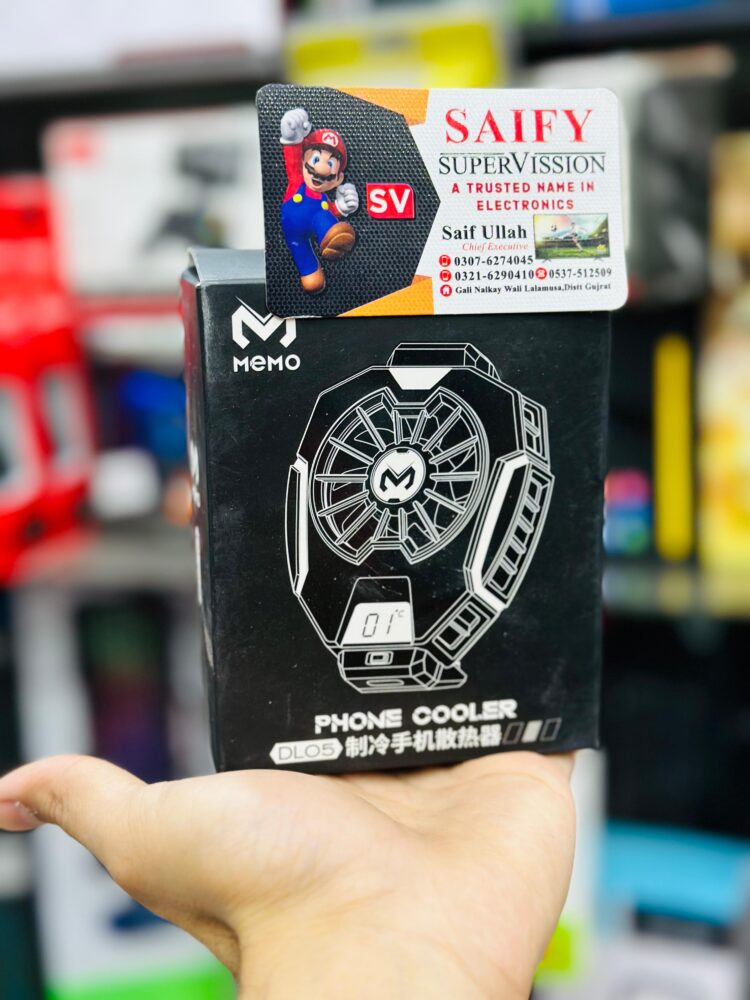 SAIFY
SUPERVISSION
A TRUSTED NAME IN
ELECTRONICS
SV
Saif Ullah
Chief Executive
0307-6274045
0321-6290410 0537-512509
Gali Naikay Wali Lalamusa,Distt Gujrat
MEMO
01°C
PHONE COOLER
DL05 制冷手机散热器